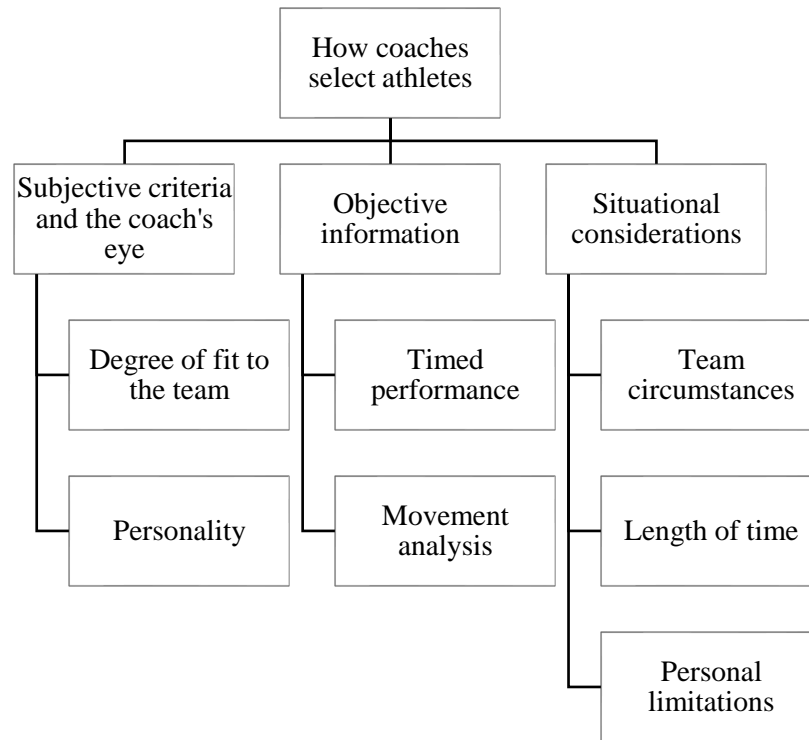 How coaches
select athletes
Subjective criteria
and the coach's
eye
Objective
information
Situational
considerations
Degree of fit to
the team
Timed
performance
Team
circumstances
Personality
Movement
analysis
Length of time
Personal
limitations